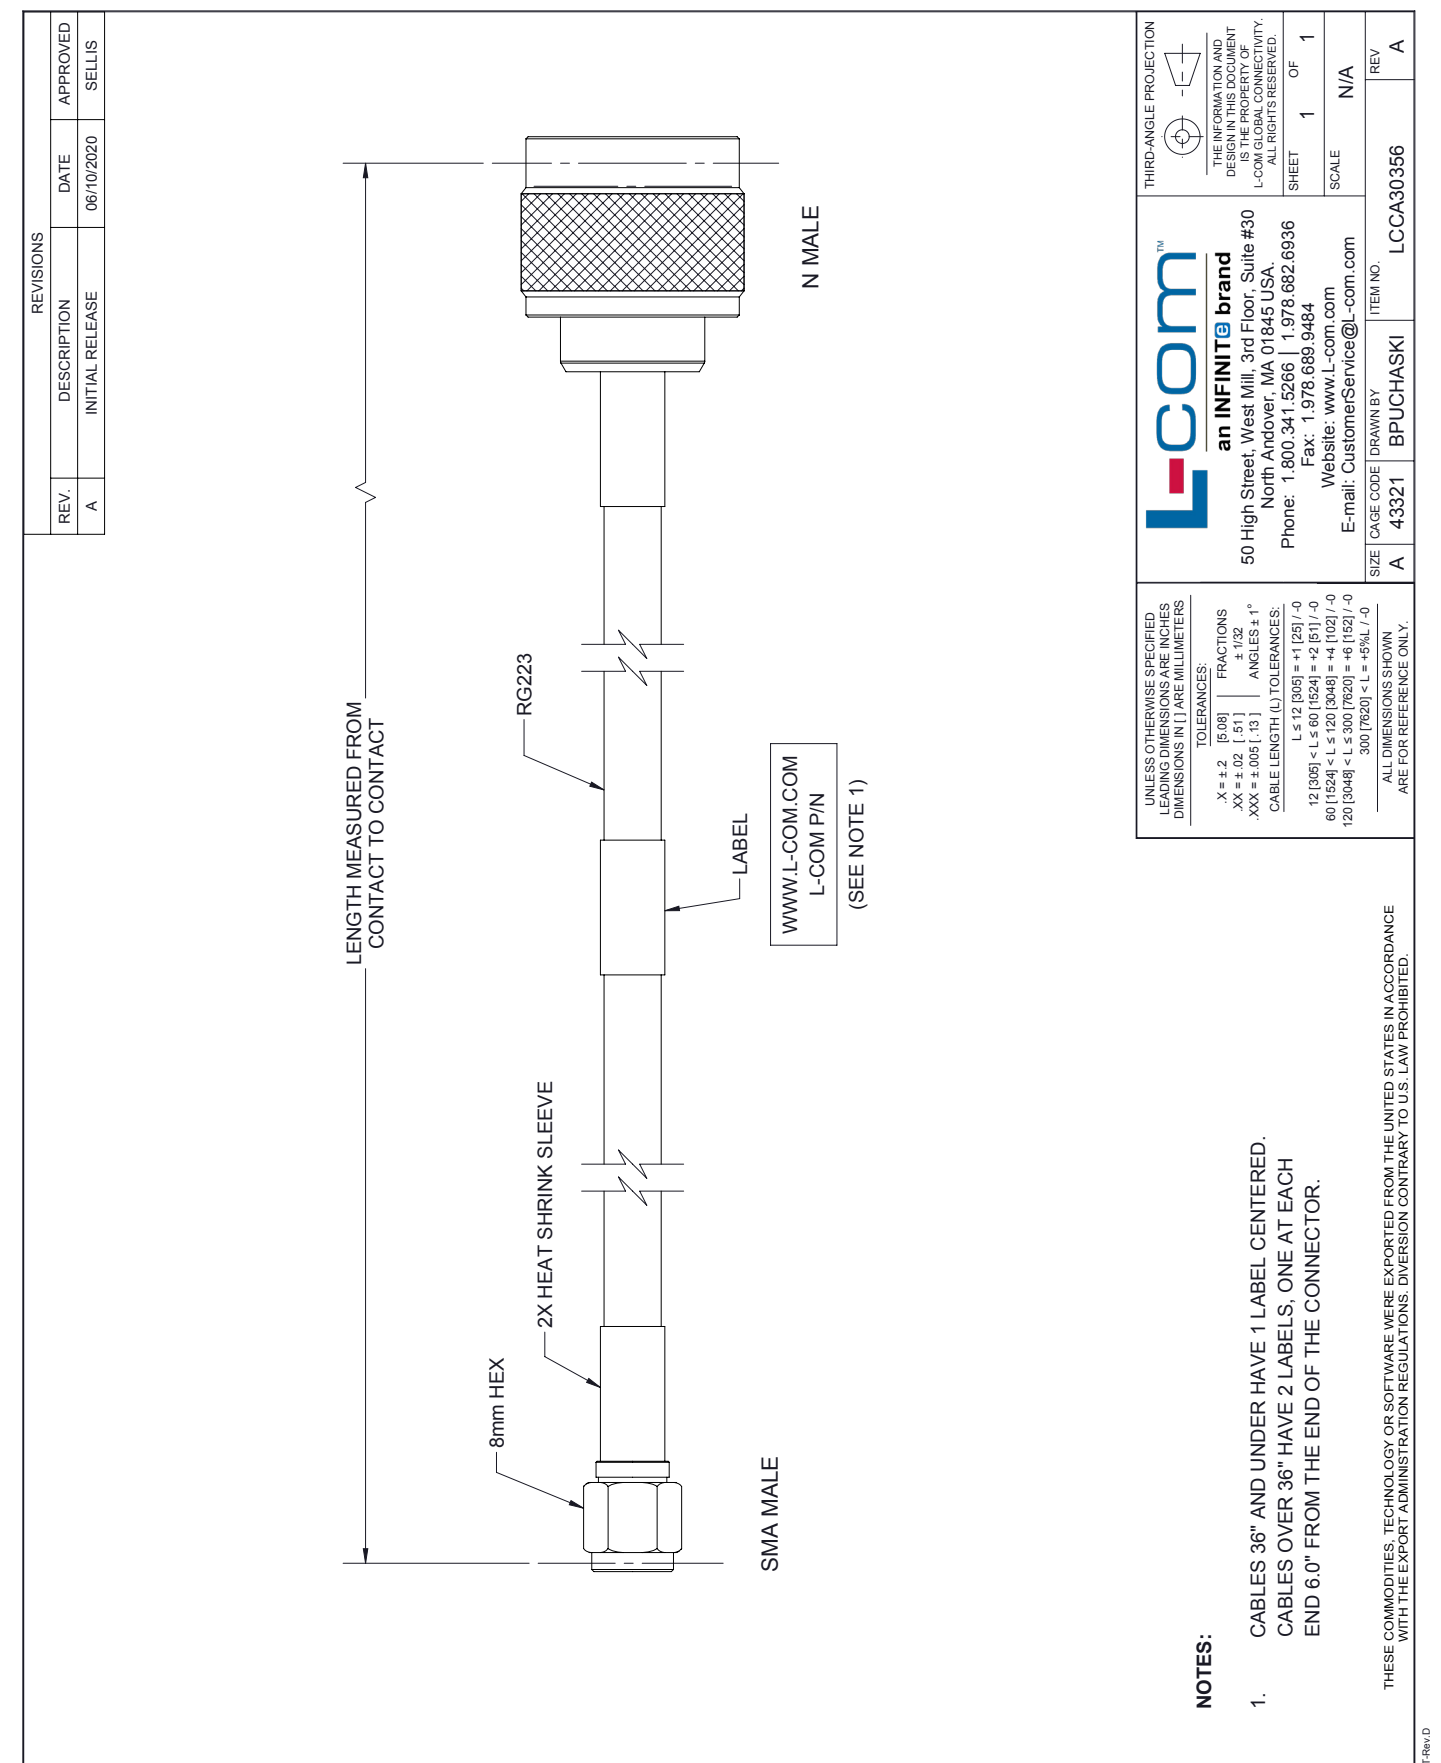 REVISIONS
REV. DESCRIPTION DATE APPROVED
A INITIAL RELEASE 06/10/2020 SELLIS
LENGTH MEASURED FROM
CONTACT TO CONTACT
8mm HEX
2X HEAT SHRINK SLEEVE
RG223
LABEL
WWW.L-COM.COM
L-COM P/N
(SEE NOTE 1)
SMA MALE
N MALE
NOTES:
1. CABLES 36" AND UNDER HAVE 1 LABEL CENTERED.
CABLES OVER 36" HAVE 2 LABELS, ONE AT EACH
END 6.0" FROM THE END OF THE CONNECTOR.
THESE COMMODITIES, TECHNOLOGY OR SOFTWARE WERE EXPORTED FROM THE UNITED STATES IN ACCORDANCE
WITH THE EXPORT ADMINISTRATION REGULATIONS. DIVERSION CONTRARY TO U.S. LAW PROHIBITED.
UNLESS OTHERWISE SPECIFIED
LEADING DIMENSIONS ARE INCHES
DIMENSIONS IN [ ] ARE MILLIMETERS
TOLERANCES:
.X = ± .2 [5.08] FRACTIONS
.XX = ± .02 [ .51 ] ± 1/32
.XXX = ± .005 [ .13 ] ANGLES ± 1°
CABLE LENGTH (L) TOLERANCES:
L ≤ 12 [305] = +1 [25] / -0
12 [305] < L ≤ 60 [1524] = +2 [51] / -0
60 [1524] < L ≤ 120 [3048] = +4 [102] / -0
120 [3048] < L ≤ 300 [7620] = +6 [152] / -0
300 [7620] < L = +5%L / -0
ALL DIMENSIONS SHOWN
ARE FOR REFERENCE ONLY.
L-com™
an INFINITe brand
50 High Street, West Mill, 3rd Floor, Suite #30
North Andover, MA 01845 USA.
Phone: 1.800.341.5266 | 1.978.682.6936
Fax: 1.978.689.9484
Website: www.L-com.com
E-mail: CustomerService@L-com.com
THIRD-ANGLE PROJECTION
THE INFORMATION AND
DESIGN IN THIS DOCUMENT
IS THE PROPERTY OF
L-COM GLOBAL CONNECTIVITY.
ALL RIGHTS RESERVED.
SHEET 1 OF 1
SCALE N/A
SIZE A
CAGE CODE 43321
DRAWN BY BPUCHASKI
ITEM NO. LCCA30356
REV A
T-Rev.D